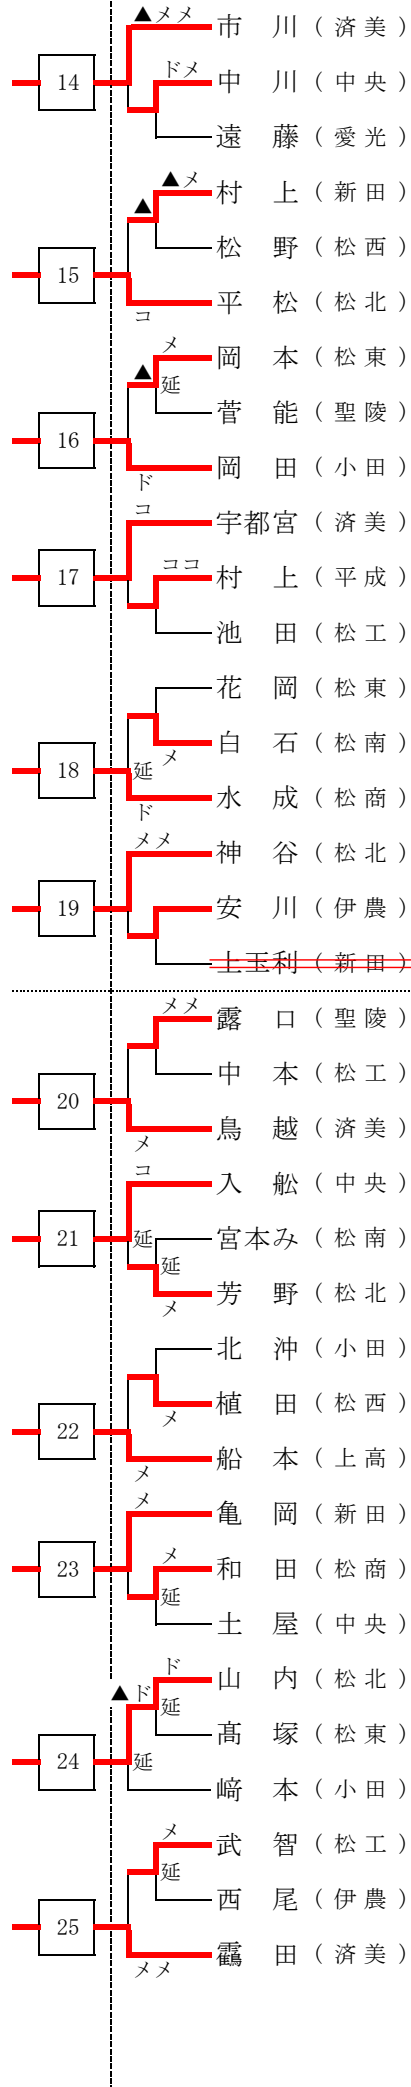 ▲メメ
市 川 （ 済 美 ）
14
ドメ
中 川 （ 中 央 ）
遠 藤 （ 愛 光 ）
▲メ
村 上 （ 新 田 ）
▲
松 野 （ 松 西 ）
15
平 松 （ 松 北 ）
コ
メ
岡 本 （ 松 東 ）
▲
延
菅 能 （ 聖 陵 ）
16
岡 田 （ 小 田 ）
ド
コ
宇都宮 （ 済 美 ）
17
ココ
村 上 （ 平 成 ）
池 田 （ 松 工 ）
花 岡 （ 松 東 ）
白 石 （ 松 南 ）
メ
18
延
水 成 （ 松 商 ）
ド
メメ
神 谷 （ 松 北 ）
19
安 川 （ 伊 農 ）
上玉利 （ 新 田 ）
メメ
露 口 （ 聖 陵 ）
中 本 （ 松 工 ）
20
鳥 越 （ 済 美 ）
メ
コ
入 舩 （ 中 央 ）
21
延
宮本み （ 松 南 ）
延
芳 野 （ 松 北 ）
メ
北 沖 （ 小 田 ）
植 田 （ 松 西 ）
メ
22
船 本 （ 上 高 ）
メ
メ
亀 岡 （ 新 田 ）
23
メ
和 田 （ 松 商 ）
延
土 屋 （ 中 央 ）
ド
山 内 （ 松 北 ）
▲ド
延
髙 塚 （ 松 東 ）
24
延
﨑 本 （ 小 田 ）
メ
武 智 （ 松 工 ）
延
西 尾 （ 伊 農 ）
25
靍 田 （ 済 美 ）
メメ